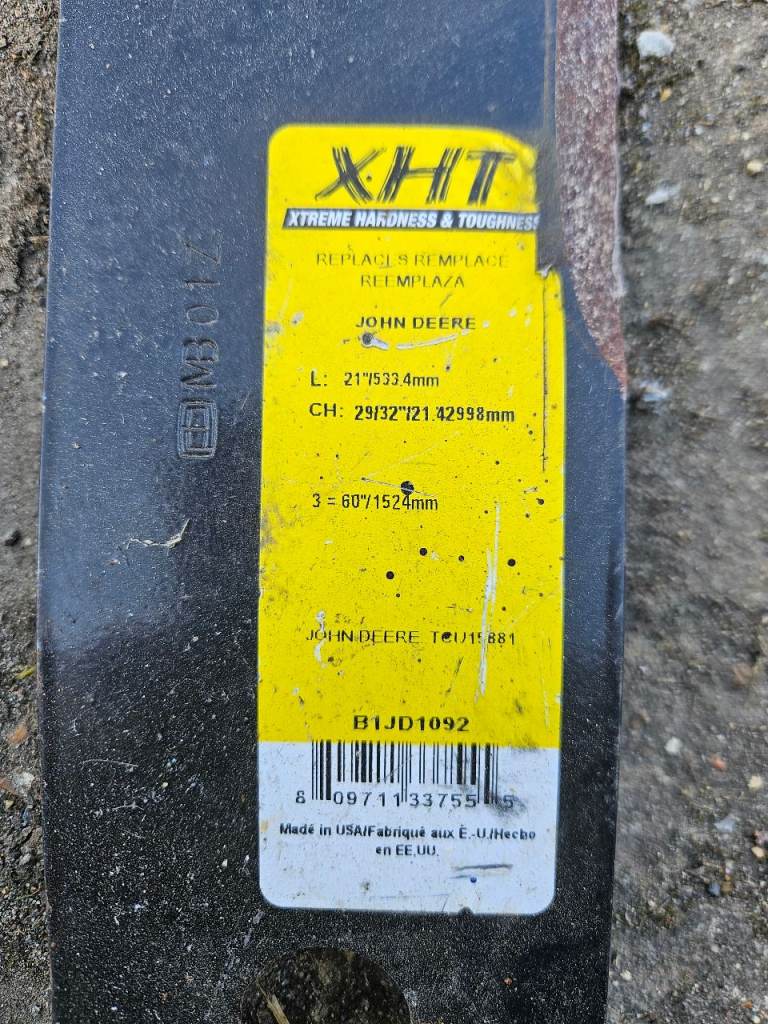 XHT
XTREME HARDNESS & TOUGHNESS
REPLACES REMPLACE
REEMPLAZA
JOHN DEERE
L: 21"/533.4mm
CH: 29/32"/21.42998mm
3 = 60"/1524mm
JOHN DEERE TCU15881
B1JD1092
8 09711 33755 5
Made in USA/Fabriqué aux É.-U./Hecho
en EE.UU.
MB01Z